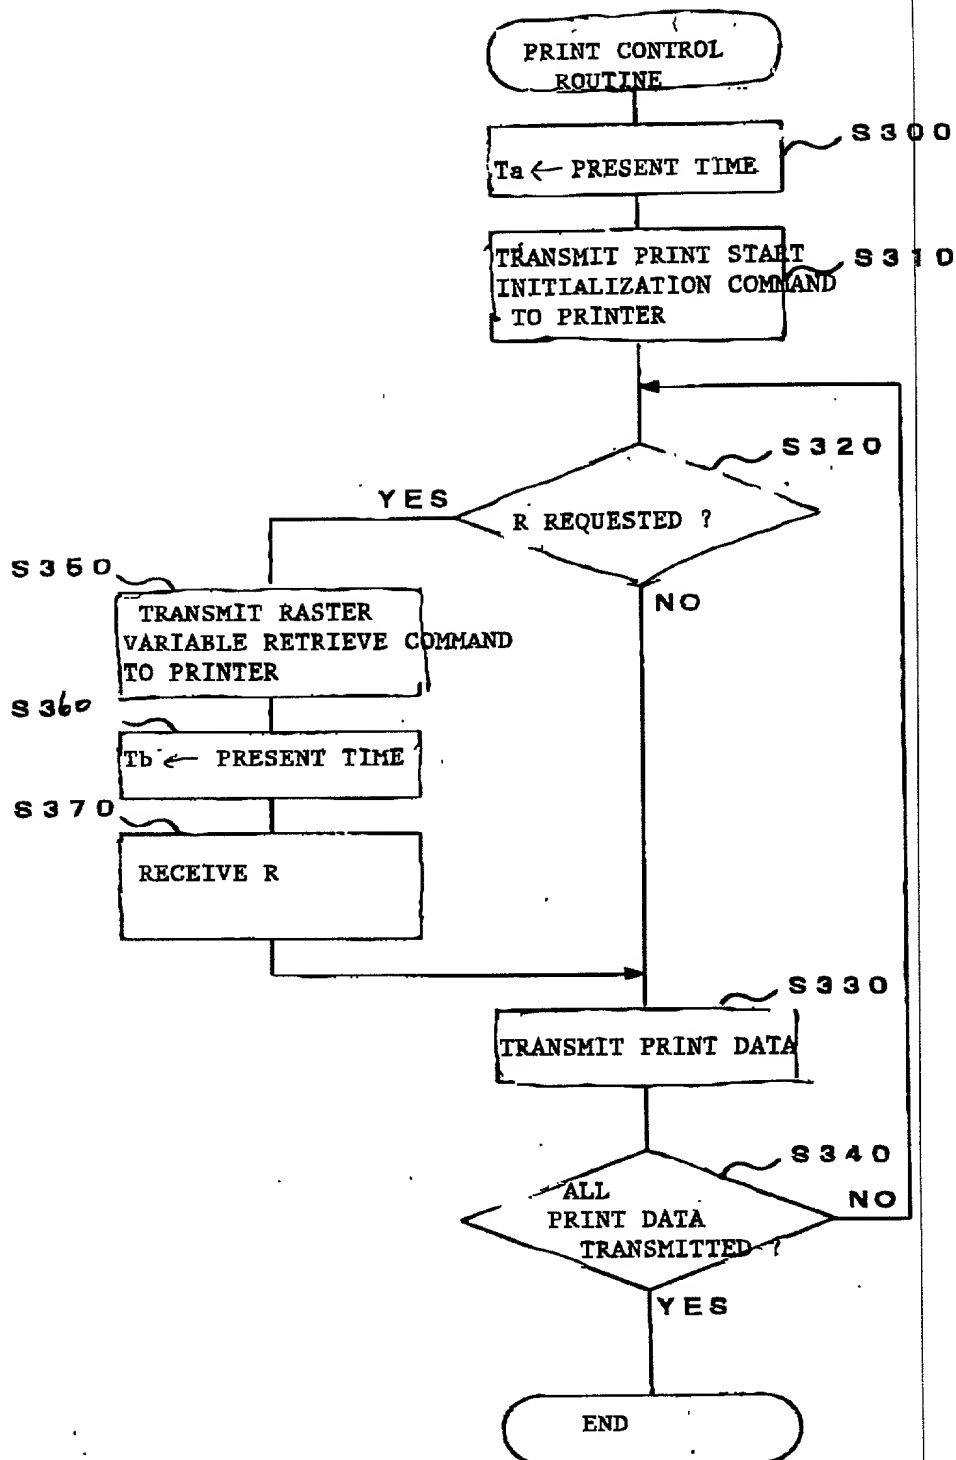 PRINT CONTROL
ROUTINE
S300
Ta ← PRESENT TIME
S310
TRANSMIT PRINT START
INITIALIZATION COMMAND
TO PRINTER
S320
YES
R REQUESTED ?
NO
S350
TRANSMIT RASTER
VARIABLE RETRIEVE COMMAND
TO PRINTER
S360
Tb ← PRESENT TIME
S370
RECEIVE R
S330
TRANSMIT PRINT DATA
S340
ALL
PRINT DATA
TRANSMITTED ?
NO
YES
END